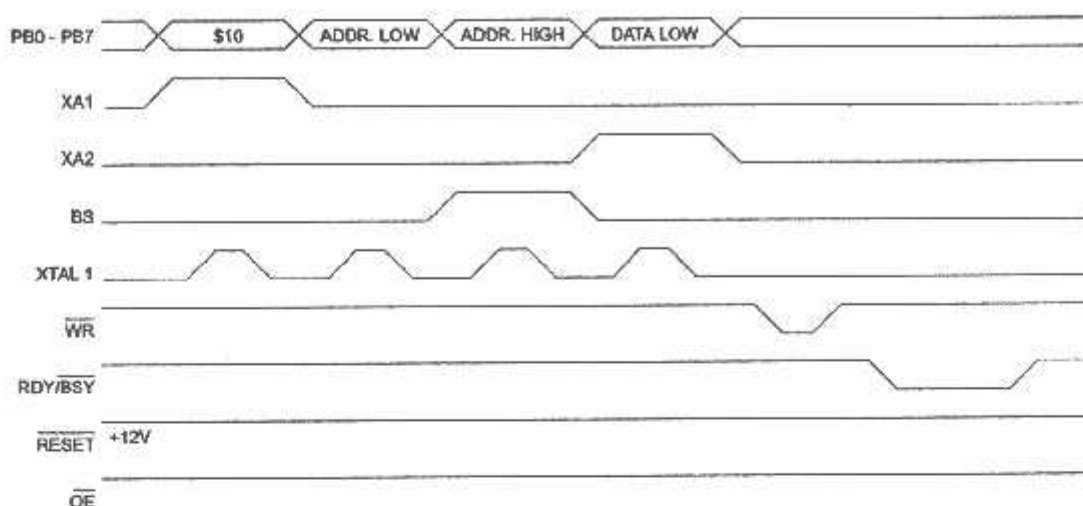 PB0 - PB7 $10 ADDR. LOW ADDR. HIGH DATA LOW
XA1
XA2
BS
XTAL 1
WR
RDY/BSY
RESET +12V
OE